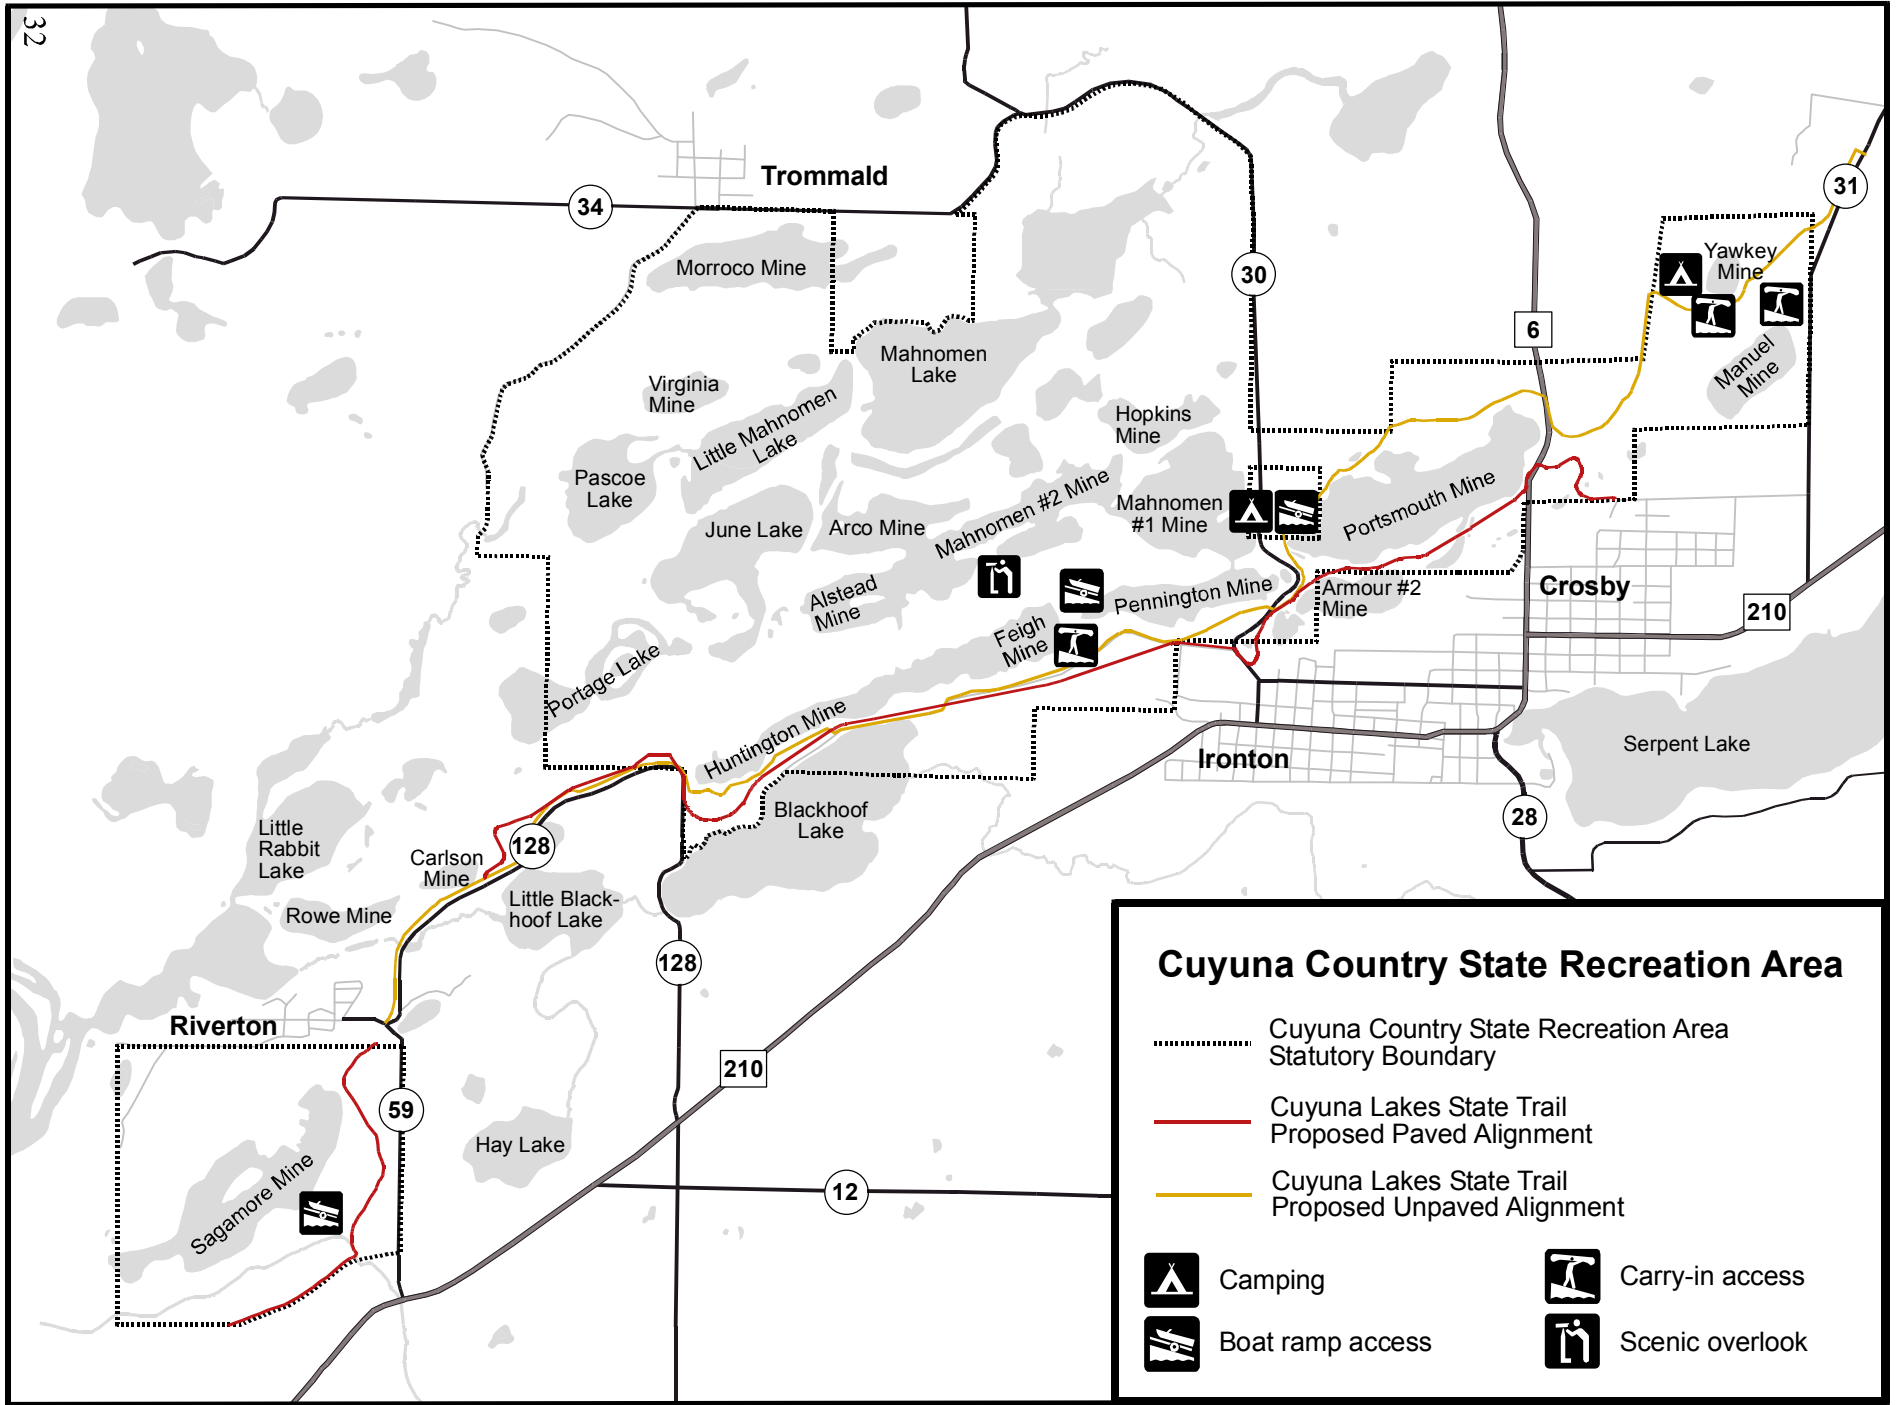 32
Trommald
34
31
Morroco Mine
Yawkey
Mine
30
6
Mahnomen
Lake
Manuel
Mine
Virginia
Mine
Little Mahnomen
Lake
Hopkins
Mine
Pascoe
Lake
June Lake
Arco Mine
Mahnomen #2 Mine
Mahnomen
#1 Mine
Portsmouth Mine
Alstead
Mine
Pennington Mine
Armour #2
Mine
Crosby
210
Feigh
Mine
Portage Lake
Huntington Mine
Ironton
Serpent Lake
Blackhoof
Lake
28
Little
Rabbit
Lake
Carlson
Mine
128
Rowe Mine
Little Black-
hoof Lake
128
Riverton
210
59
Hay Lake
Sagamore Mine
12
Cuyuna Country State Recreation Area
Cuyuna Country State Recreation Area
Statutory Boundary
Cuyuna Lakes State Trail
Proposed Paved Alignment
Cuyuna Lakes State Trail
Proposed Unpaved Alignment
Camping
Carry-in access
Boat ramp access
Scenic overlook